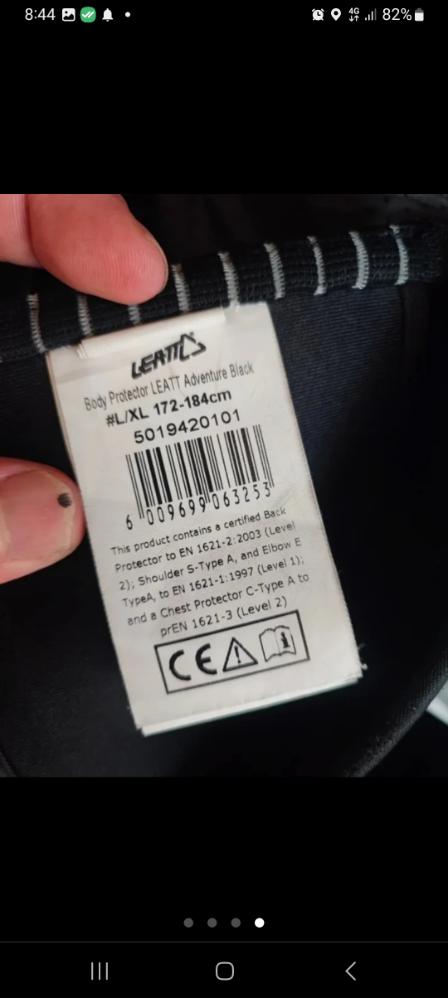 8:44
4G
82%
LEATT
Body Protector LEATT Adventure Black
#L/XL 172-184cm
5019420101
6 009699 063253
This product contains a certified Back
Protector to EN 1621-2:2003 (Level
2); Shoulder S-Type A, and Elbow E
TypeA, to EN 1621-1:1997 (Level 1);
and a Chest Protector C-Type A to
prEN 1621-3 (Level 2)
CE